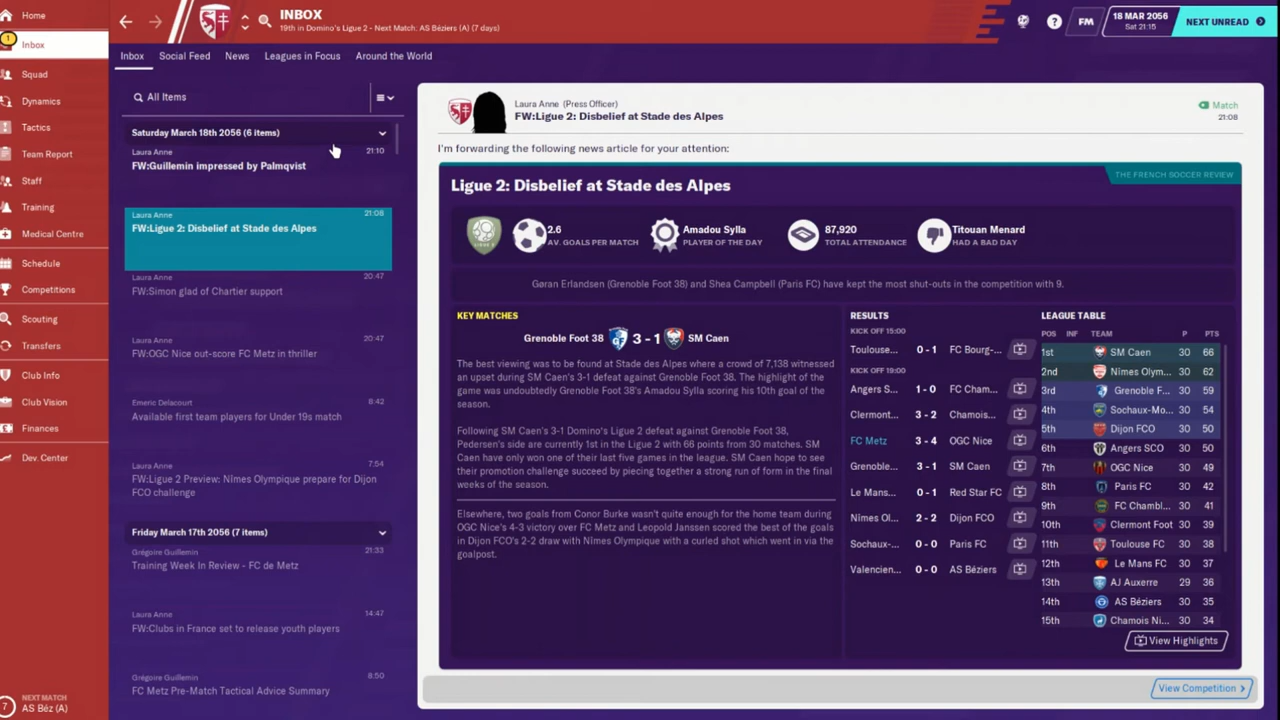 Home
1
Inbox
Squad
Dynamics
Tactics
Team Report
Staff
Training
Medical Centre
Schedule
Competitions
Scouting
Transfers
Club Info
Club Vision
Finances
Dev. Center
7
NEXT MATCH
AS Béz (A)
INBOX
19th in Domino's Ligue 2 - Next Match: AS Béziers (A) (7 days)
?
FM
18 MAR 2056
Sat 21:15
NEXT UNREAD
Inbox Social Feed News Leagues in Focus Around the World
All Items
Saturday March 18th 2056 (6 items)
Laura Anne 21:10
FW:Guillemin impressed by Palmqvist
Laura Anne 21:08
FW:Ligue 2: Disbelief at Stade des Alpes
Laura Anne 20:47
FW:Simon glad of Chartier support
Laura Anne 20:47
FW:OGC Nice out-score FC Metz in thriller
Emeric Delacourt 8:42
Available first team players for Under 19s match
Laura Anne 7:54
FW:Ligue 2 Preview: Nîmes Olympique prepare for Dijon
FCO challenge
Friday March 17th 2056 (7 items)
Grégoire Guillemin 21:33
Training Week In Review - FC de Metz
Laura Anne 14:47
FW:Clubs in France set to release youth players
Grégoire Guillemin 8:50
FC Metz Pre-Match Tactical Advice Summary
Laura Anne (Press Officer)
FW:Ligue 2: Disbelief at Stade des Alpes
Match
21:08
I'm forwarding the following news article for your attention:
THE FRENCH SOCCER REVIEW
Ligue 2: Disbelief at Stade des Alpes
2.6
AV. GOALS PER MATCH
Amadou Sylla
PLAYER OF THE DAY
87,920
TOTAL ATTENDANCE
Titouan Menard
HAD A BAD DAY
Gøran Erlandsen (Grenoble Foot 38) and Shea Campbell (Paris FC) have kept the most shut-outs in the competition with 9.
KEY MATCHES
Grenoble Foot 38 3 - 1 SM Caen
The best viewing was to be found at Stade des Alpes where a crowd of 7,138 witnessed
an upset during SM Caen's 3-1 defeat against Grenoble Foot 38. The highlight of the
game was undoubtedly Grenoble Foot 38's Amadou Sylla scoring his 10th goal of the
season.
Following SM Caen's 3-1 Domino's Ligue 2 defeat against Grenoble Foot 38,
Pedersen's side are currently 1st in the Ligue 2 with 66 points from 30 matches. SM
Caen have only won one of their last five games in the league. SM Caen hope to see
their promotion challenge succeed by piecing together a strong run of form in the final
weeks of the season.
Elsewhere, two goals from Conor Burke wasn't quite enough for the home team during
OGC Nice's 4-3 victory over FC Metz and Leopold Janssen scored the best of the goals
in Dijon FCO's 2-2 draw with Nîmes Olympique with a curled shot which went in via the
goalpost.
RESULTS
KICK OFF 15:00
Toulouse... 0 - 1 FC Bourg-...
KICK OFF 19:00
Angers S... 1 - 0 FC Cham...
Clermont... 3 - 2 Chamois...
FC Metz 3 - 4 OGC Nice
Grenoble... 3 - 1 SM Caen
Le Mans... 0 - 1 Red Star FC
Nîmes Ol... 2 - 2 Dijon FCO
Sochaux-... 0 - 0 Paris FC
Valencien... 0 - 0 AS Béziers
LEAGUE TABLE
POS INF TEAM P PTS
1st SM Caen 30 66
2nd Nîmes Olym... 30 62
3rd Grenoble F... 30 59
4th Sochaux-Mo... 30 54
5th Dijon FCO 30 50
6th Angers SCO 30 50
7th OGC Nice 30 49
8th Paris FC 30 42
9th FC Chambl... 30 41
10th Clermont Foot 30 39
11th Toulouse FC 30 38
12th Le Mans FC 30 37
13th AJ Auxerre 29 36
14th AS Béziers 30 35
15th Chamois Ni... 30 34
View Highlights
View Competition